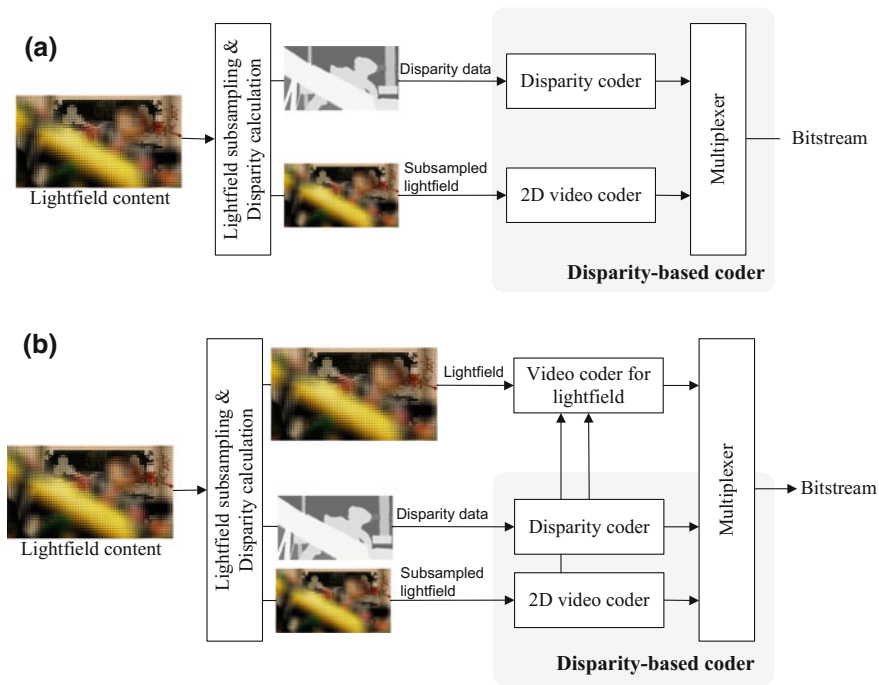 (a)
Lightfield content
Lightfield subsampling &
Disparity calculation
Disparity data
Subsampled
lightfield
Disparity coder
2D video coder
Multiplexer
Bitstream
Disparity-based coder
(b)
Lightfield content
Lightfield subsampling &
Disparity calculation
Lightfield
Video coder for
lightfield
Disparity data
Disparity coder
Subsampled
lightfield
2D video coder
Multiplexer
Bitstream
Disparity-based coder